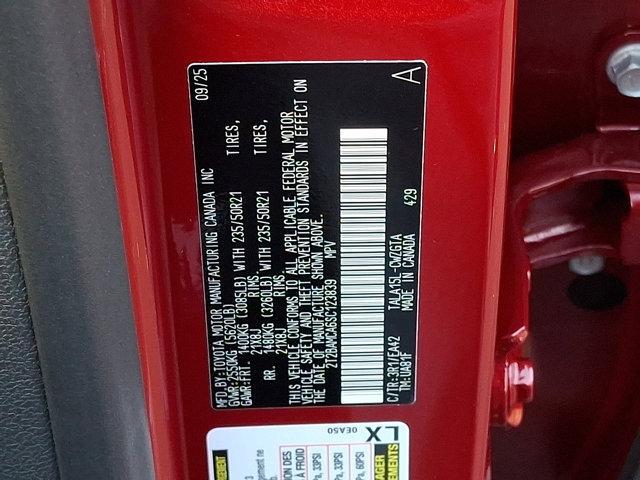 MFD.BY:TOYOTA MOTOR MANUFACTURING CANADA INC 09/25
GVWR:2550KG(5620LB)
GAWR:FRT. 1400KG(3085LB) WITH 235/50R21 TIRES,
21X8J RIMS,
RR. 1480KG(3260LB) WITH 235/50R21 TIRES,
21X8J RIMS.
THIS VEHICLE CONFORMS TO ALL APPLICABLE FEDERAL MOTOR
VEHICLE SAFETY AND THEFT PREVENTION STANDARDS IN EFFECT ON
THE DATE OF MANUFACTURE SHOWN ABOVE.
2T2BAMCA6SC123839 MPV
C/TR:3R1/EA42 TALA15L-CWZGTA
TM:UA81F MADE IN CANADA 429
A
LX
0EA50